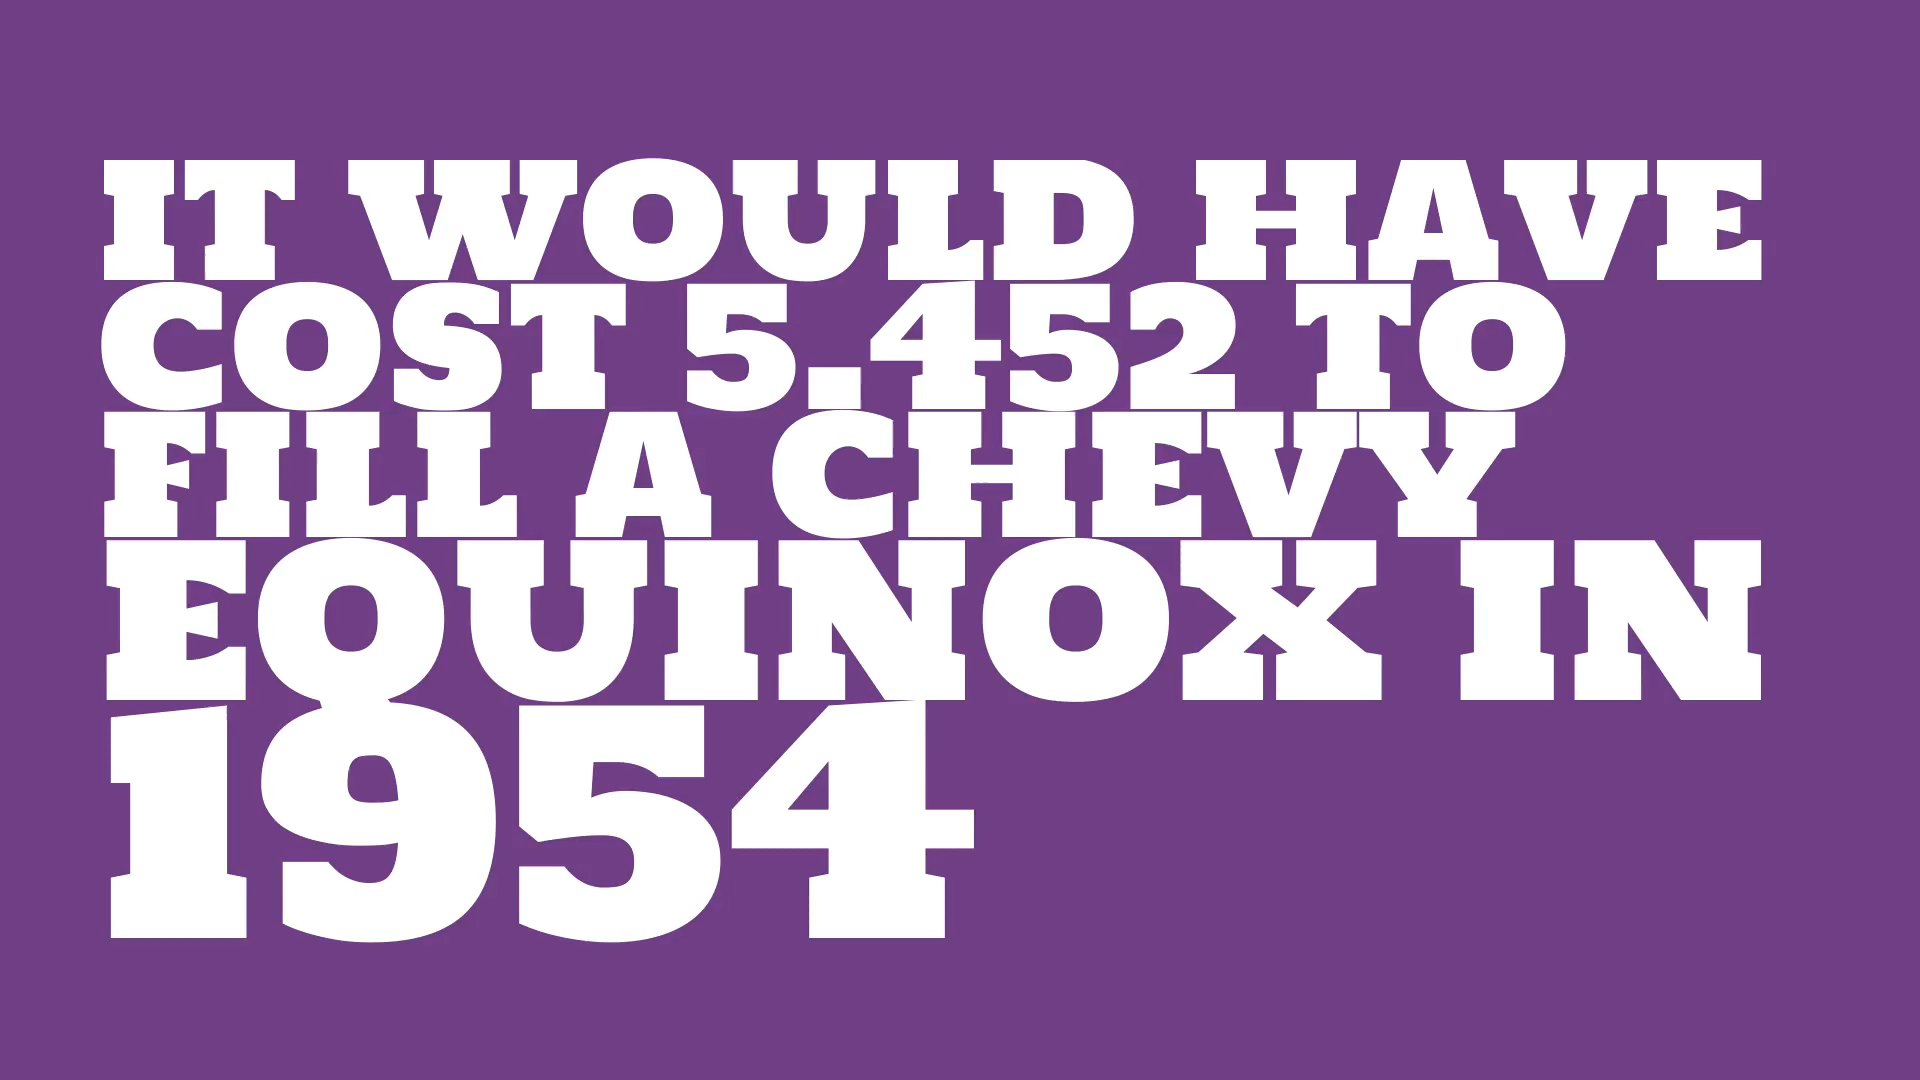 IT WOULD HAVE
COST 5.452 TO
FILL A CHEVY
EQUINOX IN
1954